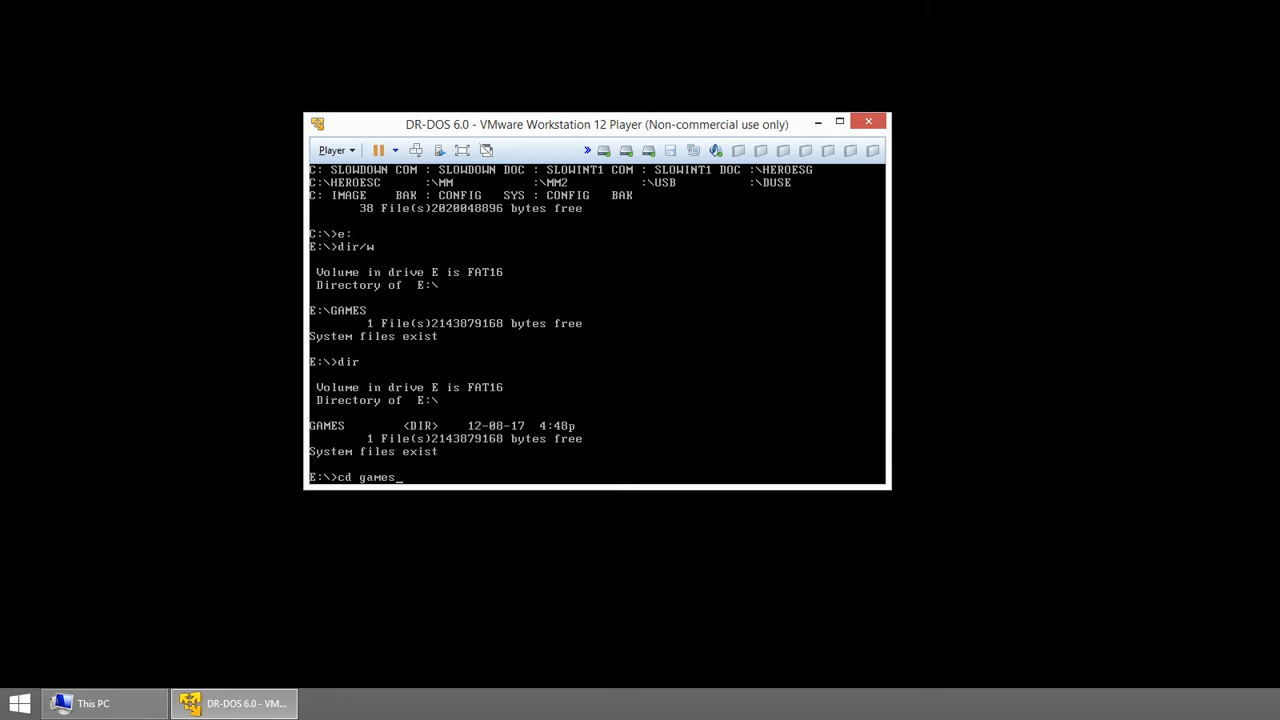 DR-DOS 6.0 - VMware Workstation 12 Player (Non-commercial use only)
Player
C: SLOWDOWN COM : SLOWDOWN DOC : SLOWINT1 COM : SLOWINT1 DOC :\HEROESG
C:\HEROESC :\MM :\MM2 :\USB :\DUSE
C: IMAGE BAK : CONFIG SYS : CONFIG BAK
38 File(s)2020048896 bytes free
C:\>e:
E:\>dir/w
Volume in drive E is FAT16
Directory of E:\
E:\GAMES
1 File(s)2143879168 bytes free
System files exist
E:\>dir
Volume in drive E is FAT16
Directory of E:\
GAMES <DIR> 12-08-17 4:48p
1 File(s)2143879168 bytes free
System files exist
E:\>cd games_
This PC
DR-DOS 6.0 - VM...